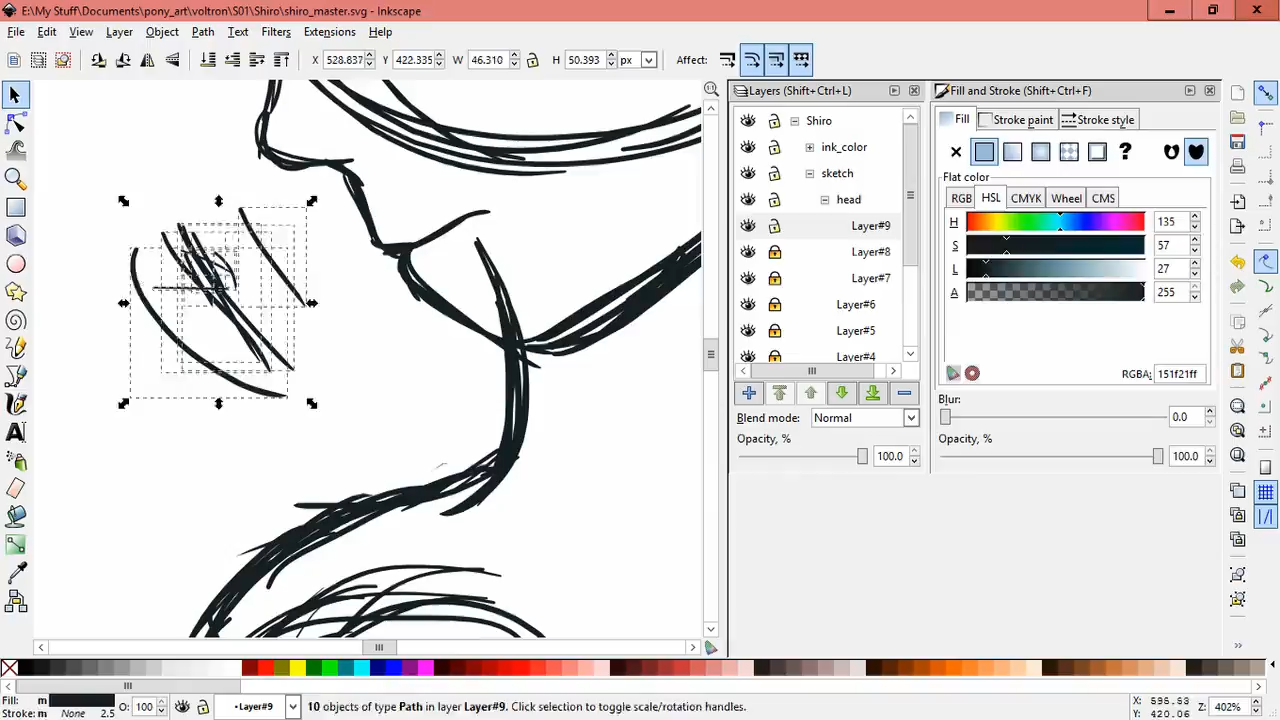 E:\My Stuff\Documents\pony_art\voltron\S01\Shiro\shiro_master.svg - Inkscape
File Edit View Layer Object Path Text Filters Extensions Help
X 528.837 Y 422.335 W 46.310 H 50.393 px Affect:
Layers (Shift+Ctrl+L)
Fill and Stroke (Shift+Ctrl+F)
Shiro
ink_color
sketch
head
Layer#9
Layer#8
Layer#7
Layer#6
Layer#5
Layer#4
Blend mode: Normal
Opacity, % 100.0
Fill Stroke paint Stroke style
?
Flat color
RGB HSL CMYK Wheel CMS
H 135
S 57
L 27
A 255
RGBA: 151f21ff
Blur:
0.0
Opacity, %
100.0
Fill: m
Stroke: m None 2.5
O: 100
•Layer#9
10 objects of type Path in layer Layer#9. Click selection to toggle scale/rotation handles.
X: 596.93
Y: 420.06
Z: 402%